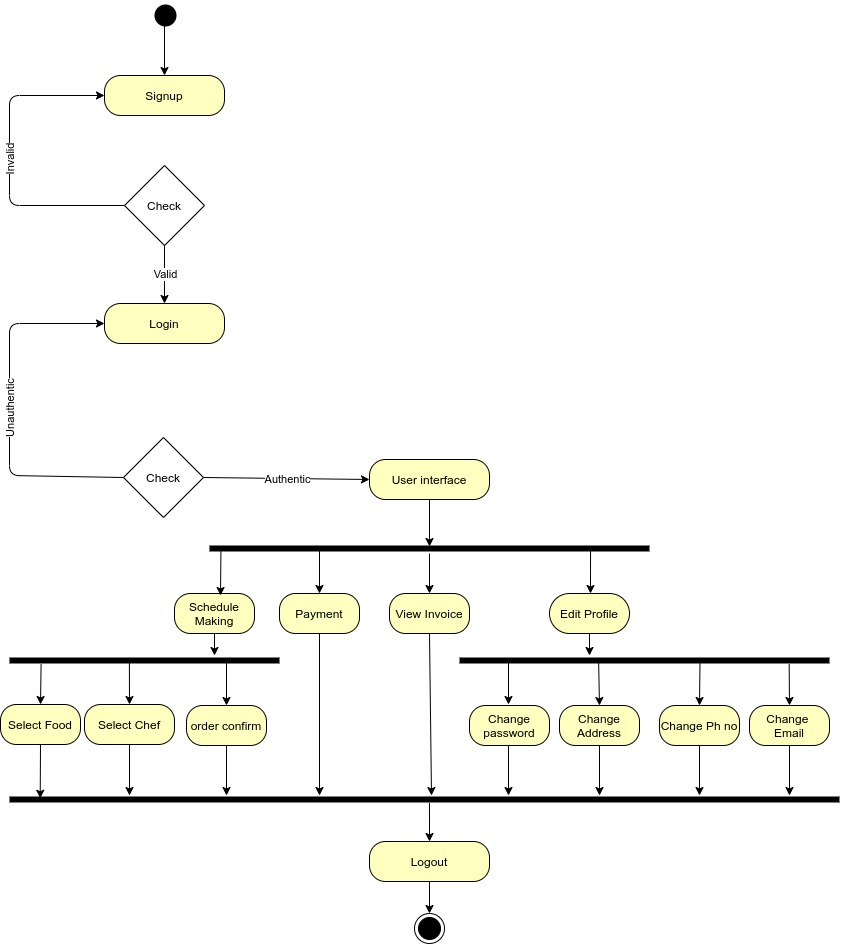 Signup
Invalid
Check
Valid
Login
Unauthentic
Check
Authentic
User interface
Schedule
Making
Payment
View Invoice
Edit Profile
Select Food
Select Chef
order confirm
Change
password
Change
Address
Change Ph no
Change
Email
Logout